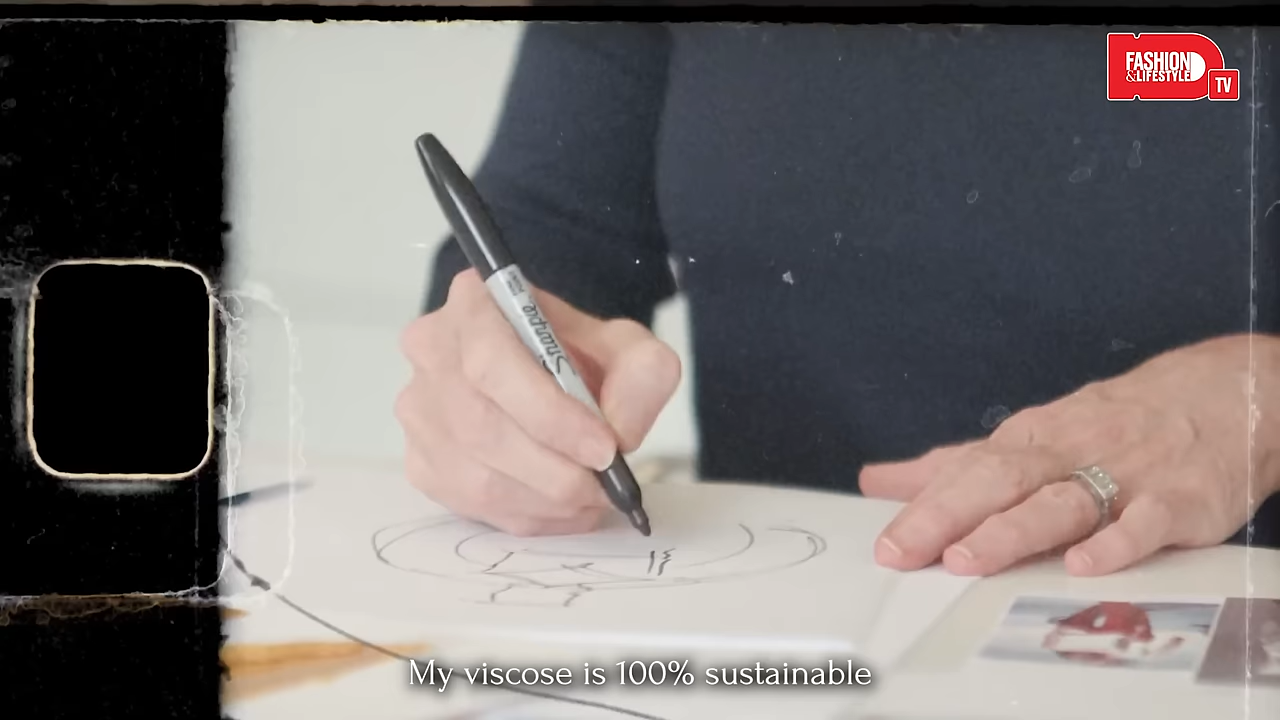 FASHION
&LIFESTYLE
TV
Sharpie
My viscose is 100% sustainable